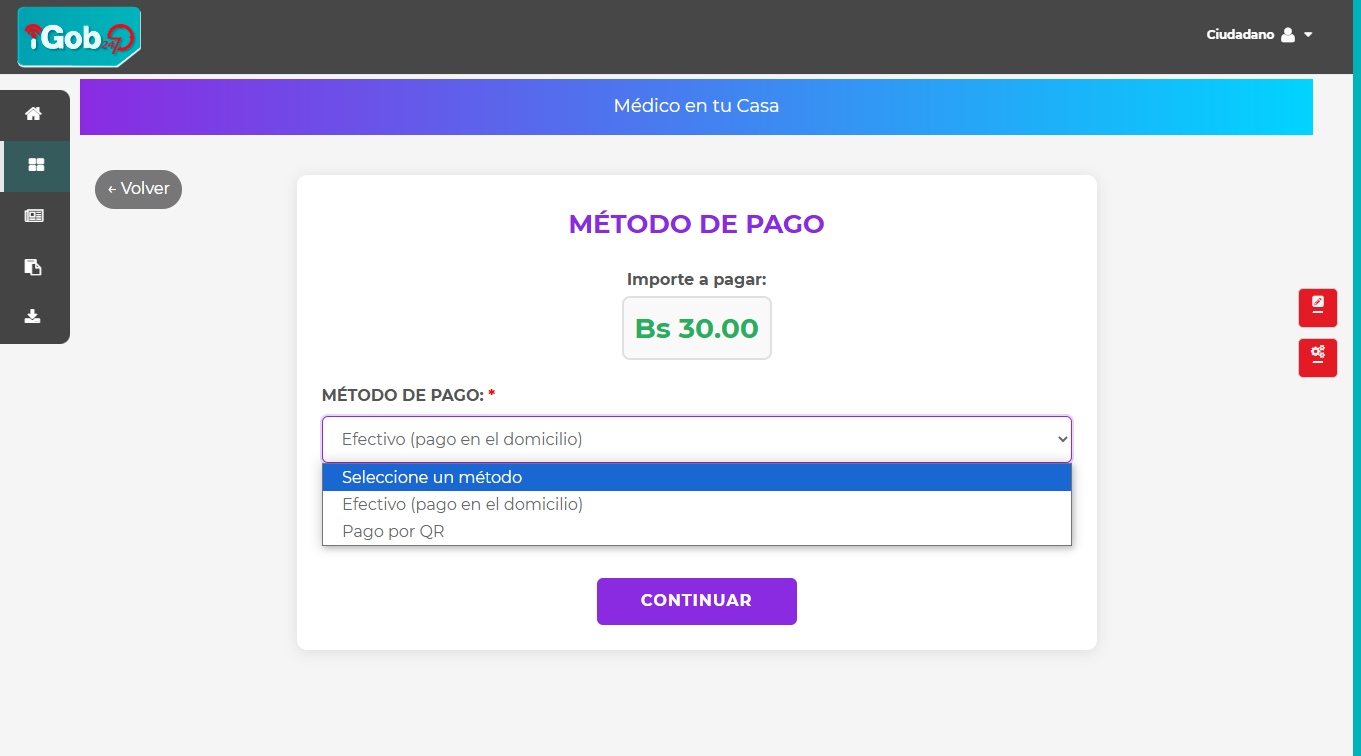 iGob 24/7
Ciudadano
Médico en tu Casa
← Volver
MÉTODO DE PAGO
Importe a pagar:
Bs 30.00
MÉTODO DE PAGO: *
Efectivo (pago en el domicilio)
Seleccione un método
Efectivo (pago en el domicilio)
Pago por QR
CONTINUAR